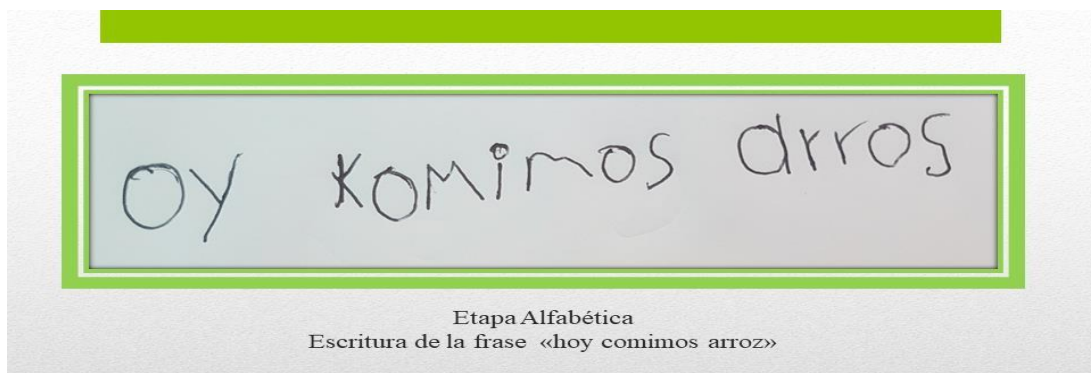 oy komimos arros
Etapa Alfabética
Escritura de la frase «hoy comimos arroz»